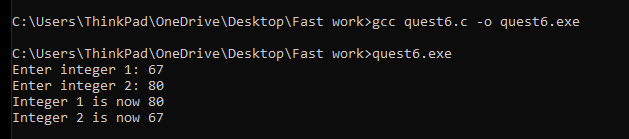 C:\Users\ThinkPad\OneDrive\Desktop\Fast work>gcc quest6.c -o quest6.exe
C:\Users\ThinkPad\OneDrive\Desktop\Fast work>quest6.exe
Enter integer 1: 67
Enter integer 2: 80
Integer 1 is now 80
Integer 2 is now 67